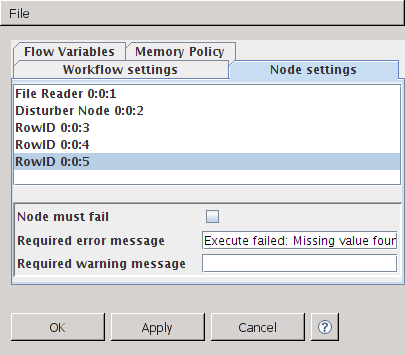 File
Flow Variables Memory Policy
Workflow settings Node settings
File Reader 0:0:1
Disturber Node 0:0:2
RowID 0:0:3
RowID 0:0:4
RowID 0:0:5
Node must fail
Required error message Execute failed: Missing value four
Required warning message
OK Apply Cancel ?